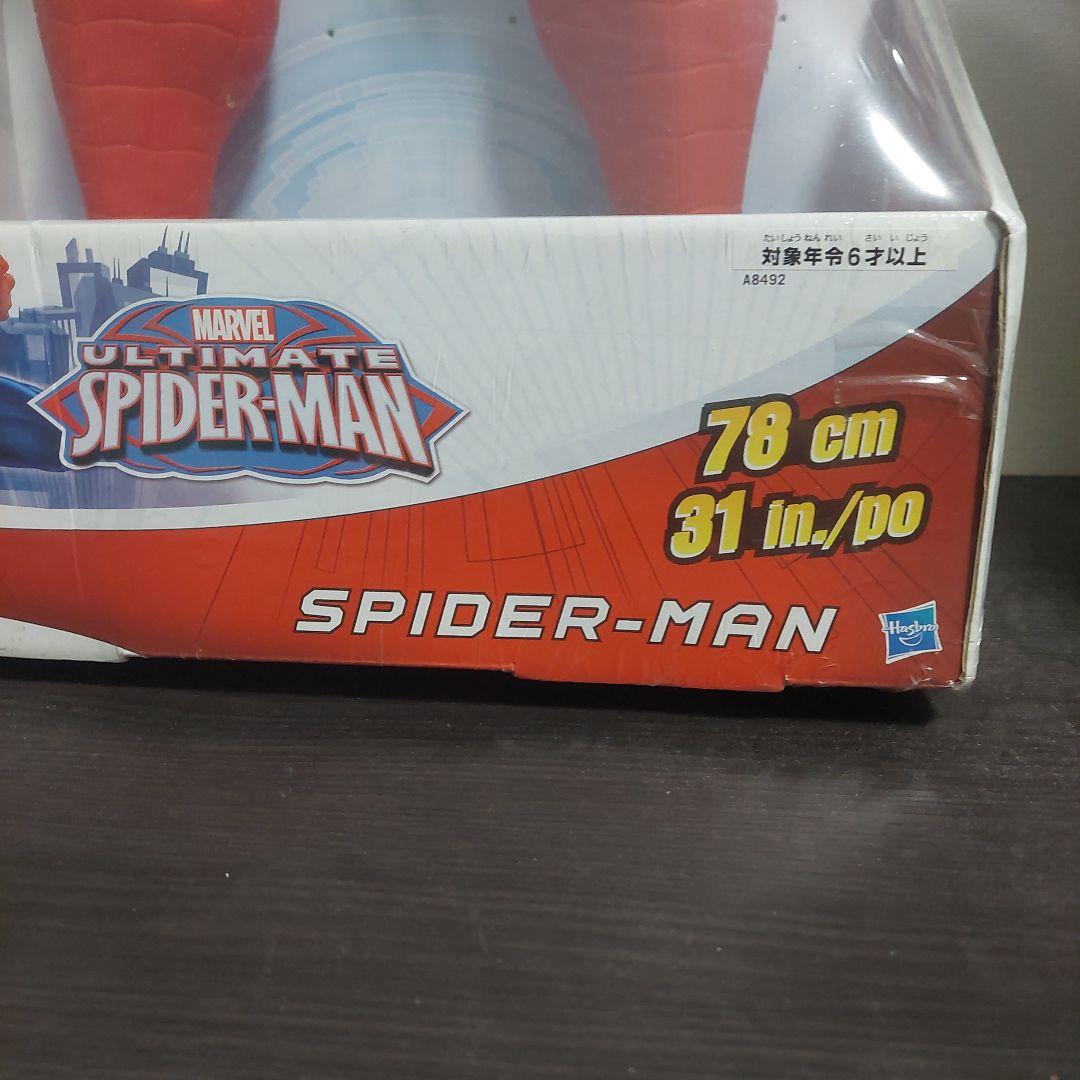 たいしょうねんれい さい いじょう
対象年令6才以上
A8492
MARVEL
ULTIMATE
SPIDER-MAN
78 cm
31 in./po
SPIDER-MAN
Hasbro